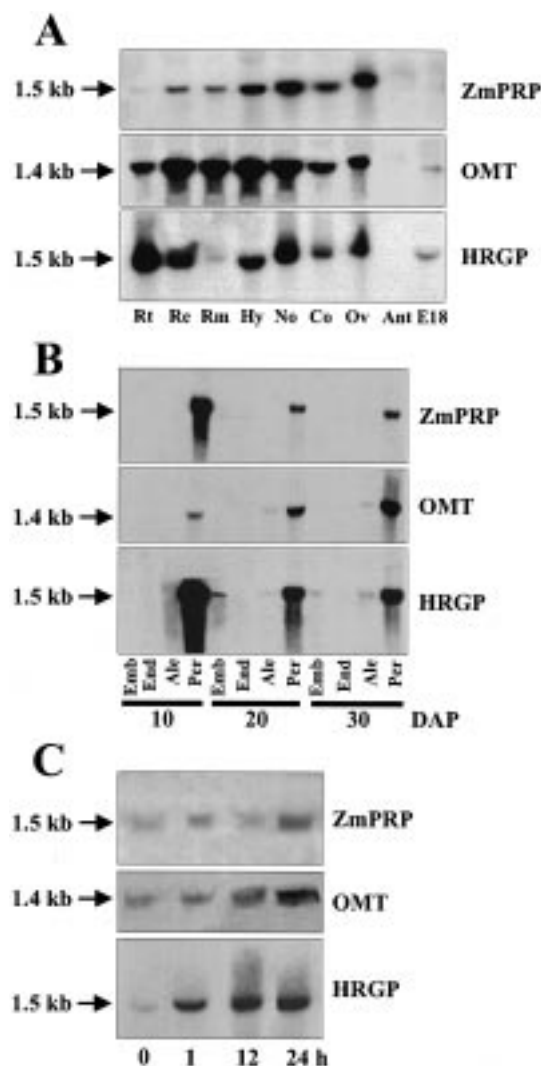 A
1.5 kb ZmPRP
1.4 kb OMT
1.5 kb HRGP
Rt Re Rm Hy No Co Ov Ant E18
B
1.5 kb ZmPRP
1.4 kb OMT
1.5 kb HRGP
Emb End Ale Per Emb End Ale Per Emb End Ale Per
10 20 30 DAP
C
1.5 kb ZmPRP
1.4 kb OMT
1.5 kb HRGP
0 1 12 24 h